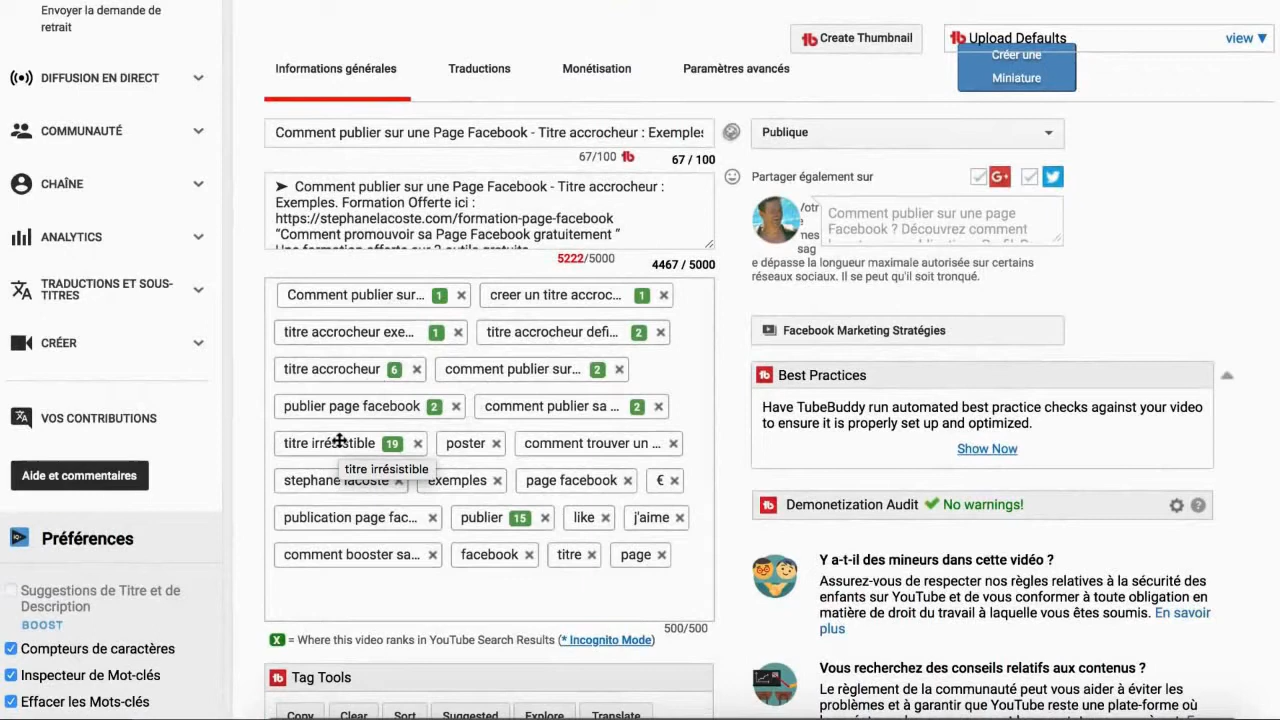 Envoyer la demande de
retrait
DIFFUSION EN DIRECT
COMMUNAUTÉ
CHAÎNE
ANALYTICS
TRADUCTIONS ET SOUS-
TITRES
CRÉER
VOS CONTRIBUTIONS
Aide et commentaires
Préférences
Suggestions de Titre et de
Description
BOOST
Compteurs de caractères
Inspecteur de Mot-clés
Effacer les Mots-clés
Create Thumbnail
Upload Defaults
view ▼
Créer une
Miniature
Informations générales
Traductions
Monétisation
Paramètres avancés
Comment publier sur une Page Facebook - Titre accrocheur : Exemples
67/100
67 / 100
➤ Comment publier sur une Page Facebook - Titre accrocheur :
Exemples. Formation Offerte ici :
https://stephanelacoste.com/formation-page-facebook
“Comment promouvoir sa Page Facebook gratuitement “
Une formation offerte sur 2 outils gratuits
5222/5000
4467 / 5000
Comment publier sur... 1 × creer un titre accroc... 1 ×
titre accrocheur exe... 1 × titre accrocheur defi... 2 ×
titre accrocheur 6 × comment publier sur... 2 ×
publier page facebook 2 × comment publier sa ... 2 ×
titre irrésistible 19 × poster × comment trouver un ... ×
titre irrésistible
stephane lacoste × exemples × page facebook × € ×
publication page fac... × publier 15 × like × j'aime ×
comment booster sa... × facebook × titre × page ×
500/500
X = Where this video ranks in YouTube Search Results (* Incognito Mode)
Tag Tools
Copy Clear Sort Suggested Explore Translate
Publique
Partager également sur
G+
/otr
e
mes
sag
Comment publier sur une page
Facebook ? Découvrez comment
e dépasse la longueur maximale autorisée sur certains
réseaux sociaux. Il se peut qu'il soit tronqué.
Facebook Marketing Stratégies
Best Practices
Have TubeBuddy run automated best practice checks against your video
to ensure it is properly set up and optimized.
Show Now
Demonetization Audit No warnings!
Y a-t-il des mineurs dans cette vidéo ?
Assurez-vous de respecter nos règles relatives à la sécurité des
enfants sur YouTube et de vous conformer à toute obligation en
matière de droit du travail à laquelle vous êtes soumis. En savoir
plus
Vous recherchez des conseils relatifs aux contenus ?
Le règlement de la communauté peut vous aider à éviter les
problèmes et à garantir que YouTube reste une plate-forme où